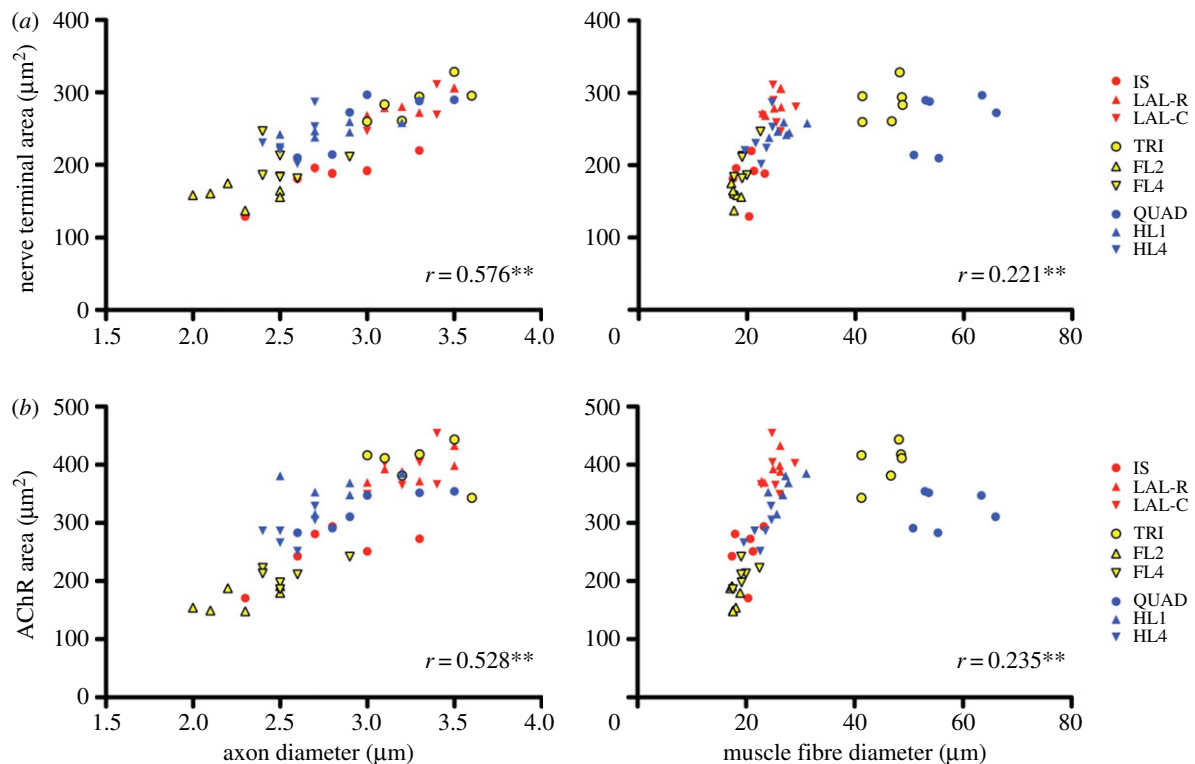 (a)
400
300
200
100
0
nerve terminal area (µm²)
1.5 2.0 2.5 3.0 3.5 4.0
r = 0.576**
400
300
200
100
0 20 40 60 80
r = 0.221**
IS
LAL-R
LAL-C
TRI
FL2
FL4
QUAD
HL1
HL4
(b)
500
400
300
200
100
0
AChR area (µm²)
1.5 2.0 2.5 3.0 3.5 4.0
axon diameter (µm)
r = 0.528**
500
400
300
200
100
0 20 40 60 80
muscle fibre diameter (µm)
r = 0.235**
IS
LAL-R
LAL-C
TRI
FL2
FL4
QUAD
HL1
HL4